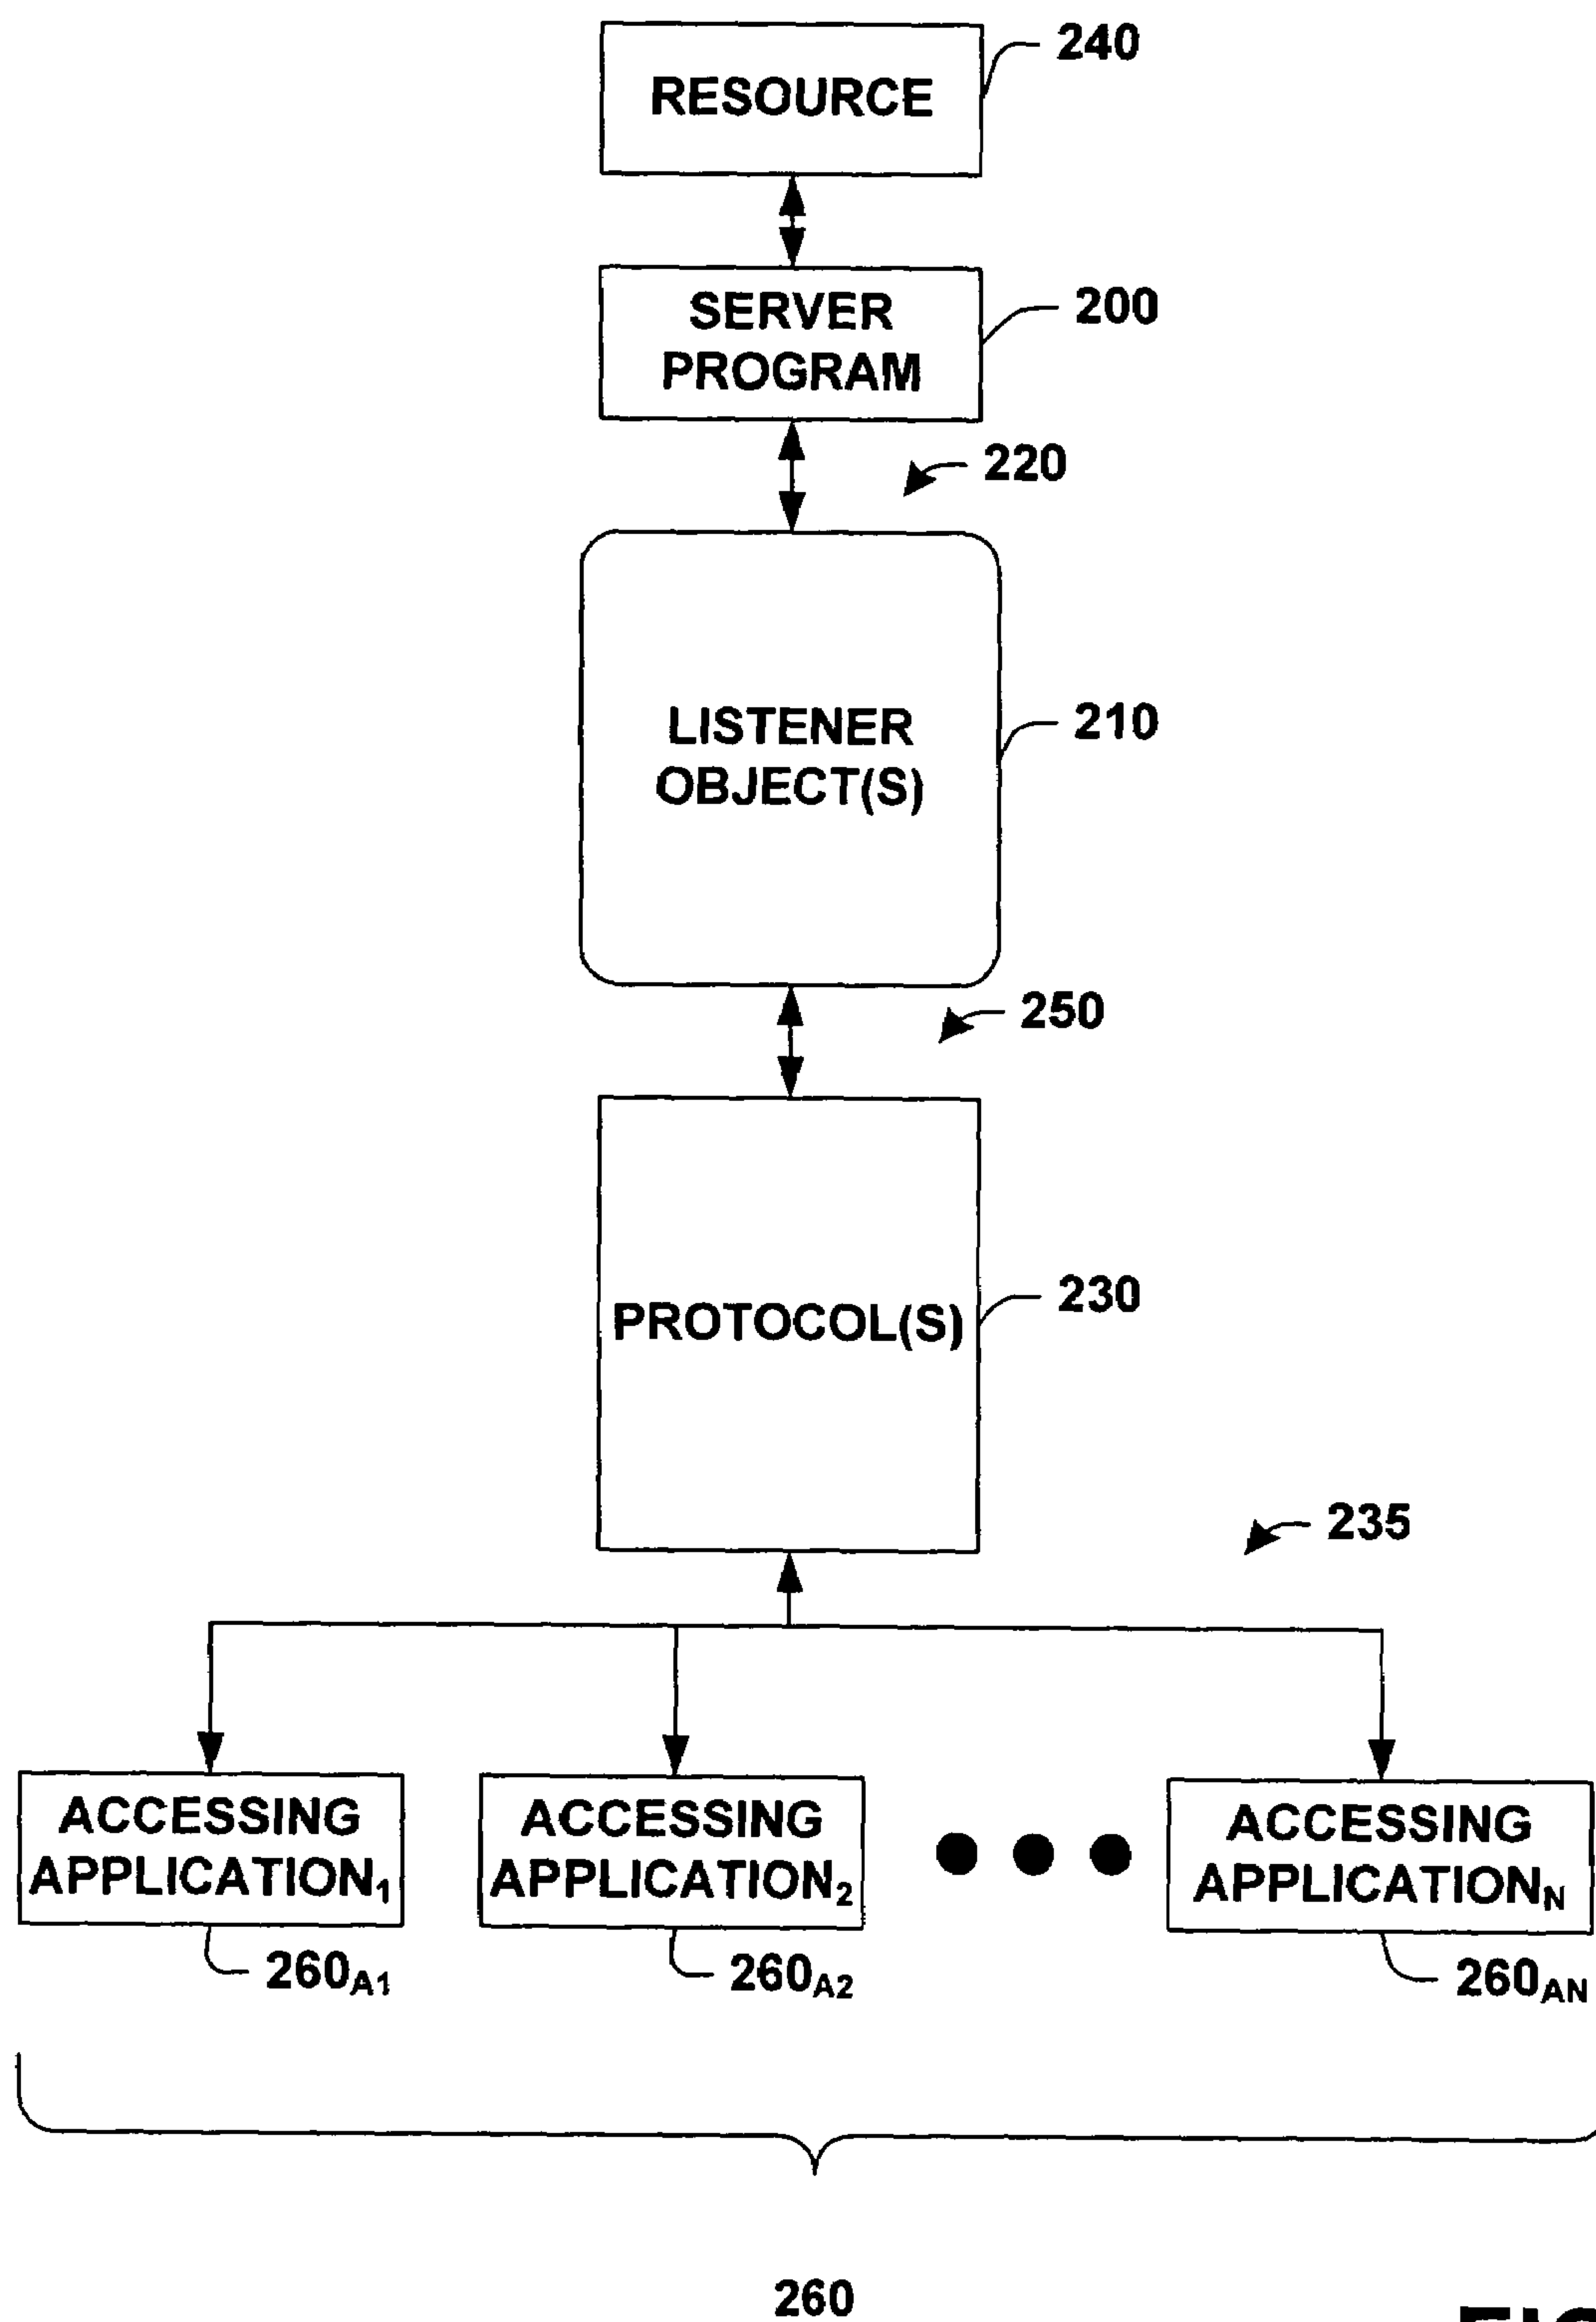 240
RESOURCE
SERVER
PROGRAM
200
220
LISTENER
OBJECT(S)
210
250
PROTOCOL(S)
230
235
ACCESSING
APPLICATION₁
ACCESSING
APPLICATION₂
ACCESSING
APPLICATIONN
260A1
260A2
260AN
260